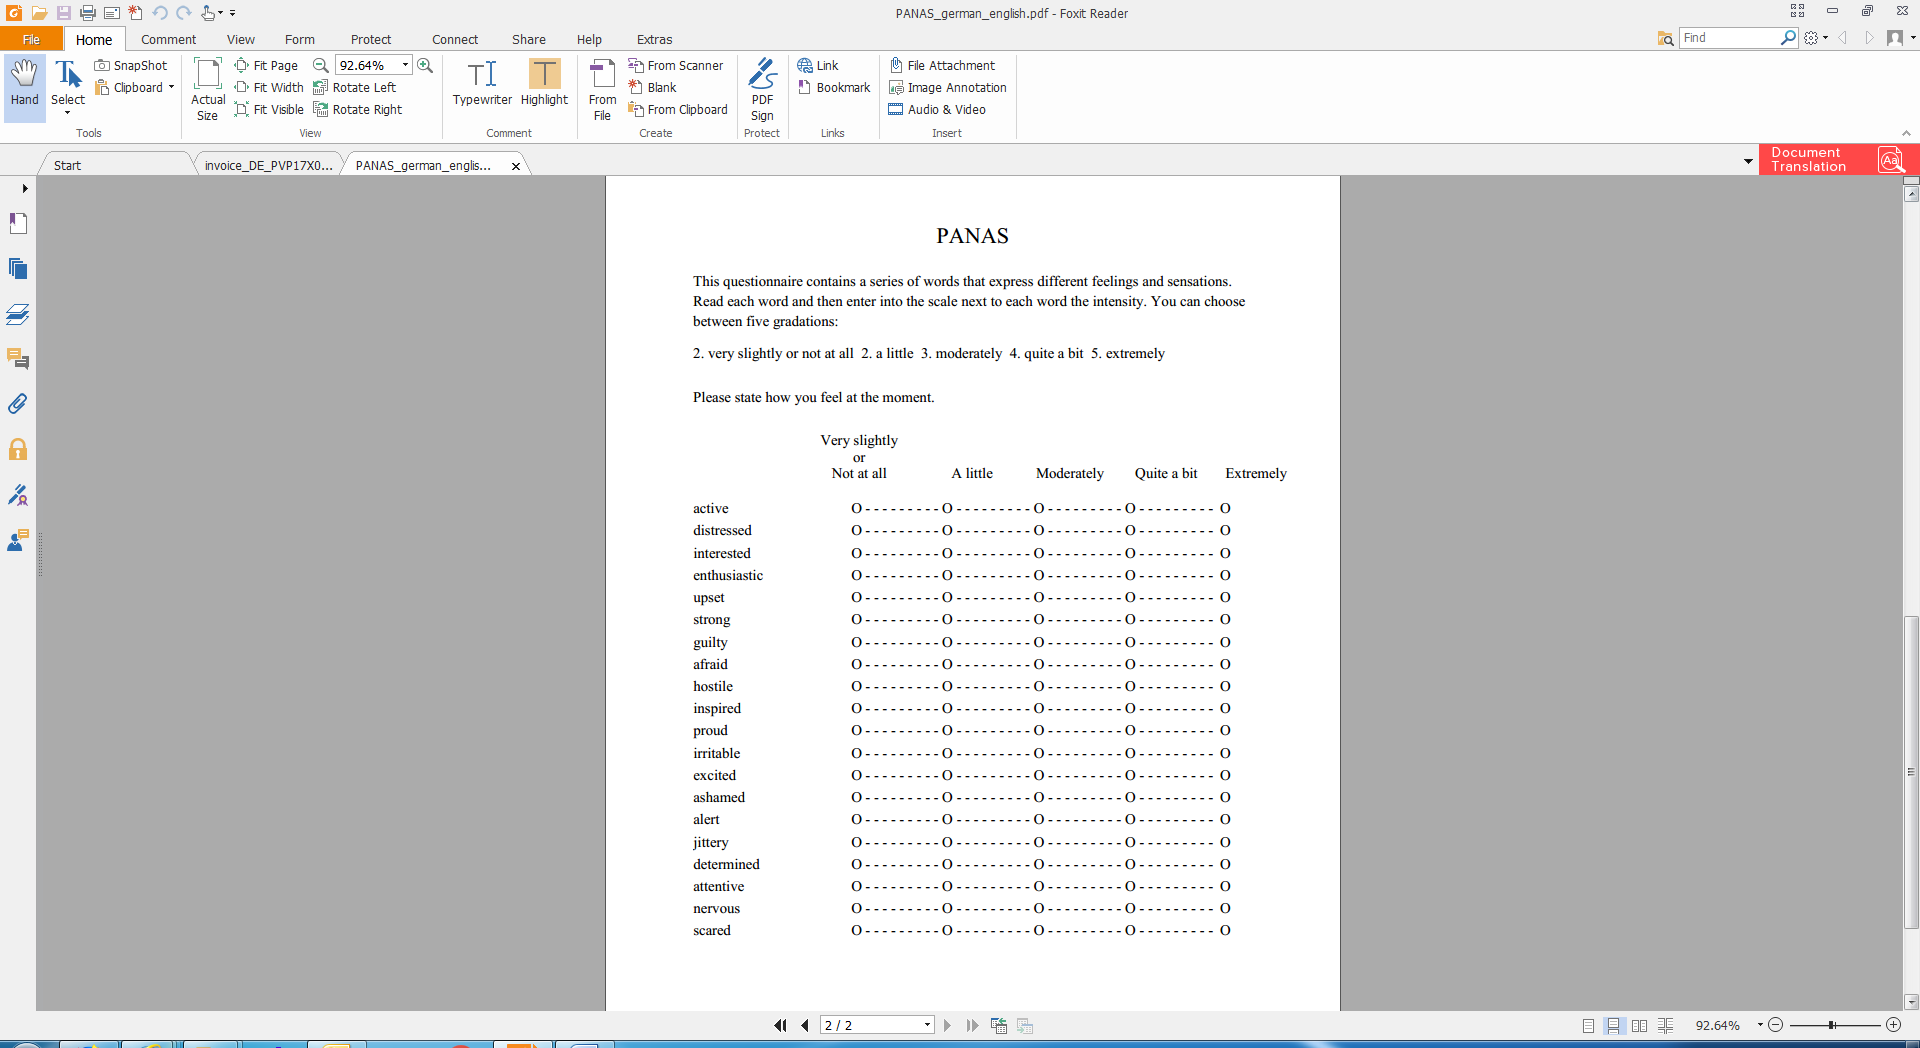 PANAS_german_english.pdf - Foxit Reader
File Home Comment View Form Protect Connect Share Help Extras
Find
Hand
Select
SnapShot
Clipboard
Tools
Actual
Size
Fit Page
Fit Width
Fit Visible
92.64%
Rotate Left
Rotate Right
View
Typewriter
Highlight
Comment
From
File
From Scanner
Blank
From Clipboard
Create
PDF
Sign
Protect
Link
Bookmark
Links
File Attachment
Image Annotation
Audio & Video
Insert
Start
invoice_DE_PVP17X0...
PANAS_german_englis...
Document
Translation
Aa
PANAS
This questionnaire contains a series of words that express different feelings and sensations.
Read each word and then enter into the scale next to each word the intensity. You can choose
between five gradations:
2. very slightly or not at all 2. a little 3. moderately 4. quite a bit 5. extremely
Please state how you feel at the moment.
Very slightly
or
Not at all A little Moderately Quite a bit Extremely
active O - - - - - - - - - O - - - - - - - - - O - - - - - - - - - O - - - - - - - - - O
distressed O - - - - - - - - - O - - - - - - - - - O - - - - - - - - - O - - - - - - - - - O
interested O - - - - - - - - - O - - - - - - - - - O - - - - - - - - - O - - - - - - - - - O
enthusiastic O - - - - - - - - - O - - - - - - - - - O - - - - - - - - - O - - - - - - - - - O
upset O - - - - - - - - - O - - - - - - - - - O - - - - - - - - - O - - - - - - - - - O
strong O - - - - - - - - - O - - - - - - - - - O - - - - - - - - - O - - - - - - - - - O
guilty O - - - - - - - - - O - - - - - - - - - O - - - - - - - - - O - - - - - - - - - O
afraid O - - - - - - - - - O - - - - - - - - - O - - - - - - - - - O - - - - - - - - - O
hostile O - - - - - - - - - O - - - - - - - - - O - - - - - - - - - O - - - - - - - - - O
inspired O - - - - - - - - - O - - - - - - - - - O - - - - - - - - - O - - - - - - - - - O
proud O - - - - - - - - - O - - - - - - - - - O - - - - - - - - - O - - - - - - - - - O
irritable O - - - - - - - - - O - - - - - - - - - O - - - - - - - - - O - - - - - - - - - O
excited O - - - - - - - - - O - - - - - - - - - O - - - - - - - - - O - - - - - - - - - O
ashamed O - - - - - - - - - O - - - - - - - - - O - - - - - - - - - O - - - - - - - - - O
alert O - - - - - - - - - O - - - - - - - - - O - - - - - - - - - O - - - - - - - - - O
jittery O - - - - - - - - - O - - - - - - - - - O - - - - - - - - - O - - - - - - - - - O
determined O - - - - - - - - - O - - - - - - - - - O - - - - - - - - - O - - - - - - - - - O
attentive O - - - - - - - - - O - - - - - - - - - O - - - - - - - - - O - - - - - - - - - O
nervous O - - - - - - - - - O - - - - - - - - - O - - - - - - - - - O - - - - - - - - - O
scared O - - - - - - - - - O - - - - - - - - - O - - - - - - - - - O - - - - - - - - - O
2 / 2
92.64%